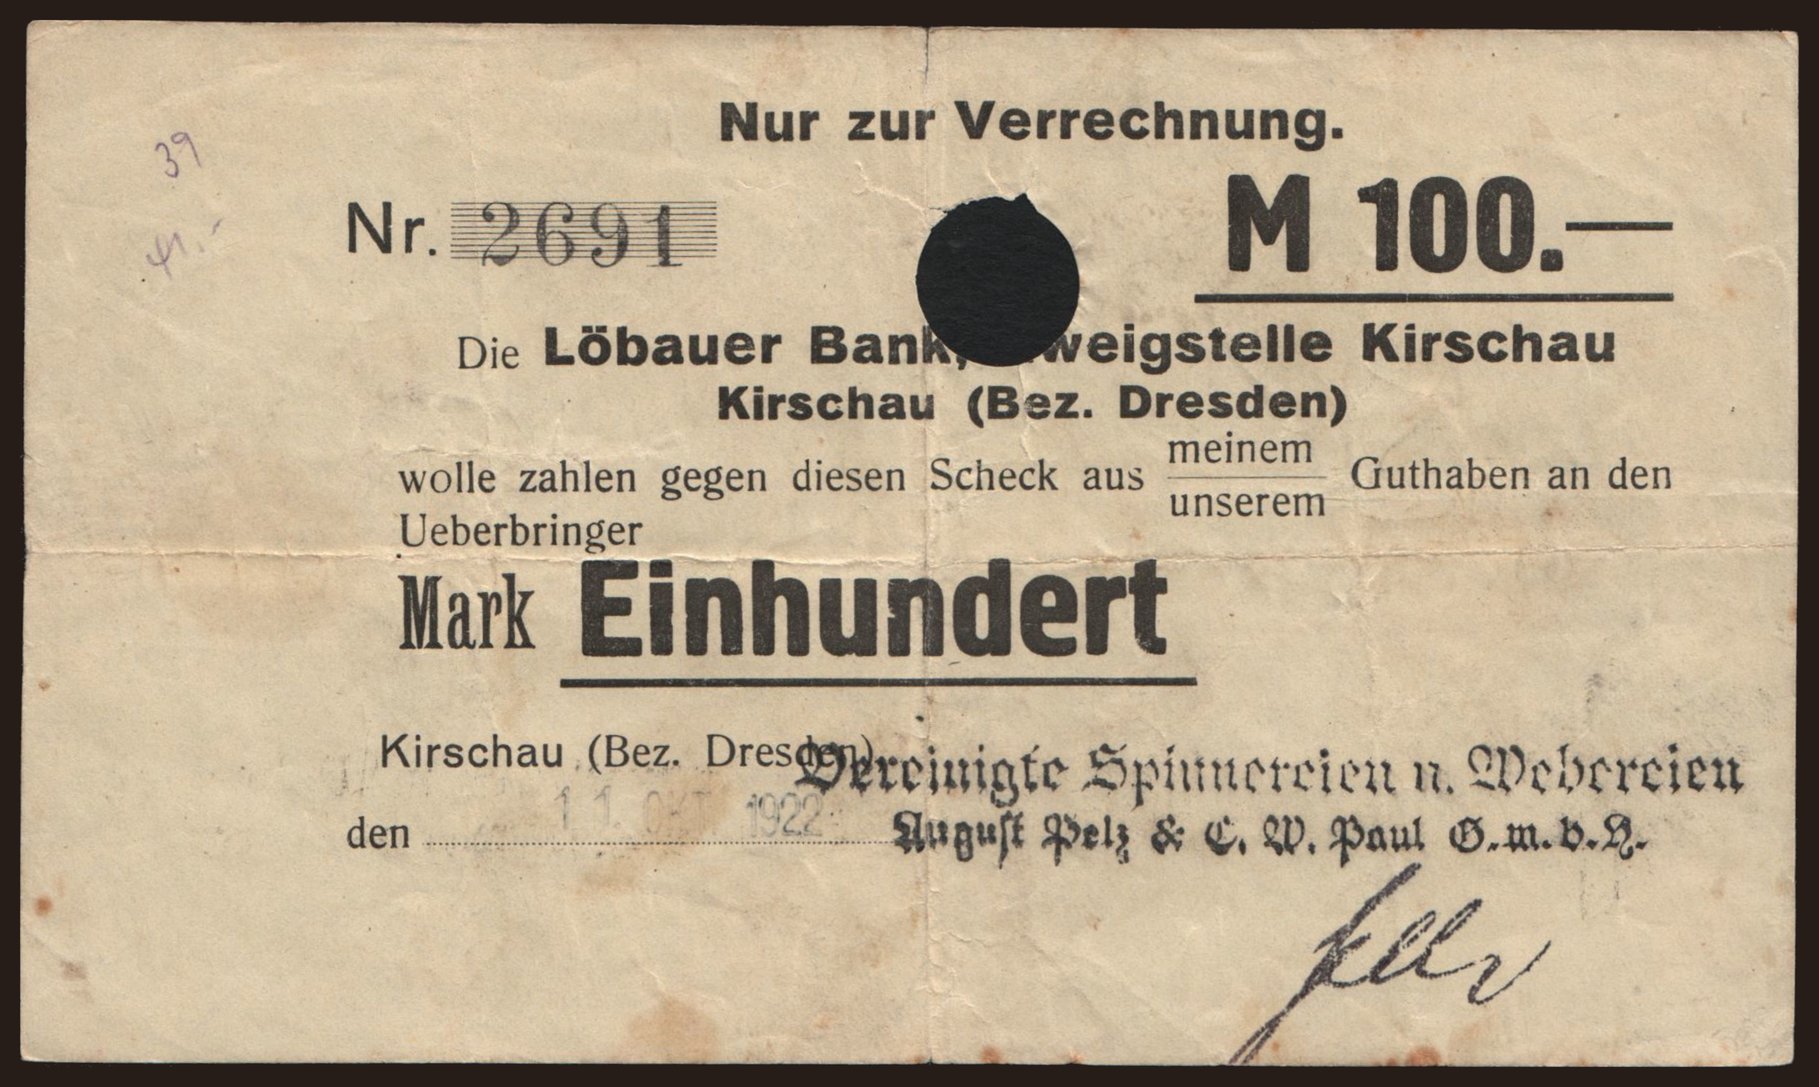 Nur zur Verrechnung.
39
Nr. 2691
M 100.—
Die Löbauer Bank, weigstelle Kirschau
Kirschau (Bez. Dresden)
wolle zahlen gegen diesen Scheck aus meinem Guthaben an den
unserem
Ueberbringer
Mark Einhundert
Kirschau (Bez. Dresden)
Vereinigte Spinnereien u. Webereien
den 11. OKT. 1922
August Pelz & C. W. Paul G.m.b.H.